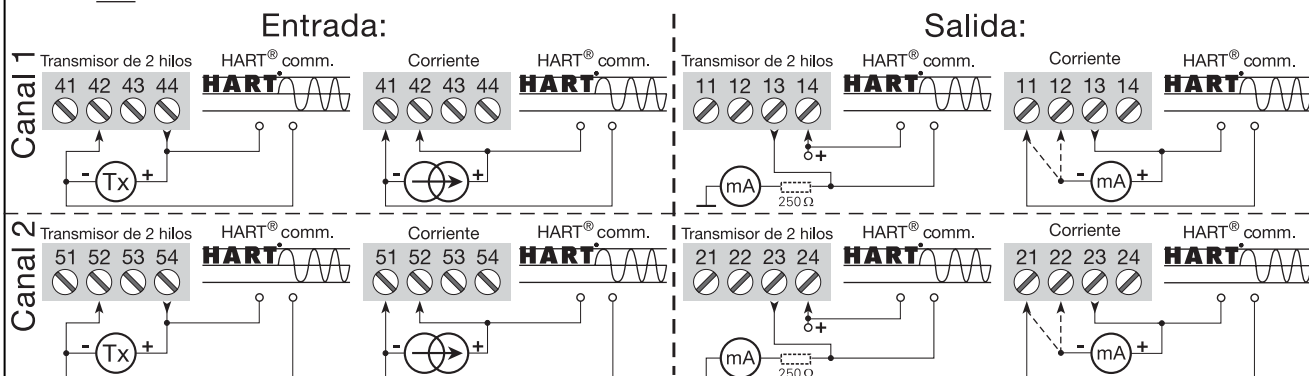 Entrada:
Salida:
Canal 1
Transmisor de 2 hilos
HART® comm.
HART
41 42 43 44
- Tx +
Corriente
HART® comm.
HART
41 42 43 44
- +
Transmisor de 2 hilos
HART® comm.
HART
11 12 13 14
+
mA
250 Ω
Corriente
HART® comm.
HART
11 12 13 14
- mA +
Canal 2
Transmisor de 2 hilos
HART® comm.
HART
51 52 53 54
- Tx +
Corriente
HART® comm.
HART
51 52 53 54
- +
Transmisor de 2 hilos
HART® comm.
HART
21 22 23 24
+
mA
250 Ω
Corriente
HART® comm.
HART
21 22 23 24
- mA +